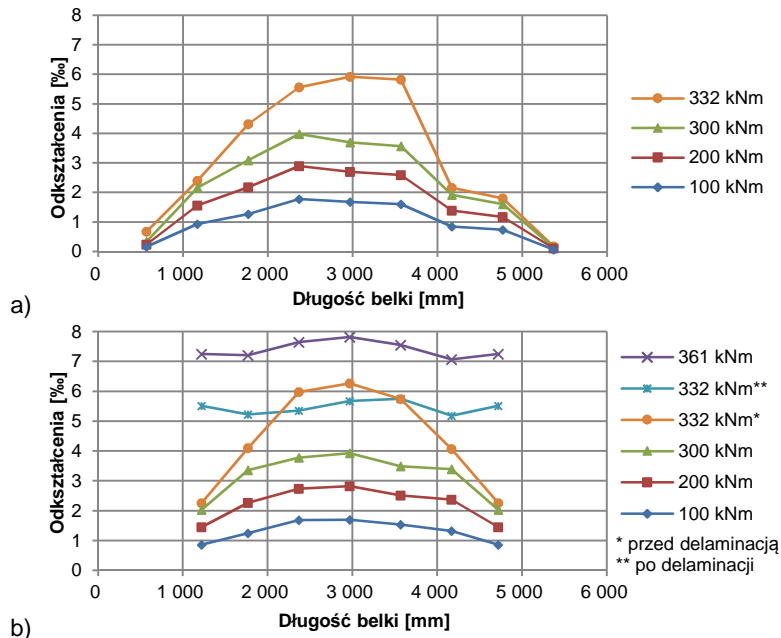 8
7
6
5
4
3
2
1
0
Odkształcenia [‰]
0 1 000 2 000 3 000 4 000 5 000 6 000
Długość belki [mm]
332 kNm
300 kNm
200 kNm
100 kNm
a)
8
7
6
5
4
3
2
1
0
Odkształcenia [‰]
0 1 000 2 000 3 000 4 000 5 000 6 000
Długość belki [mm]
361 kNm
332 kNm**
332 kNm*
300 kNm
200 kNm
100 kNm
* przed delaminacją
** po delaminacji
b)